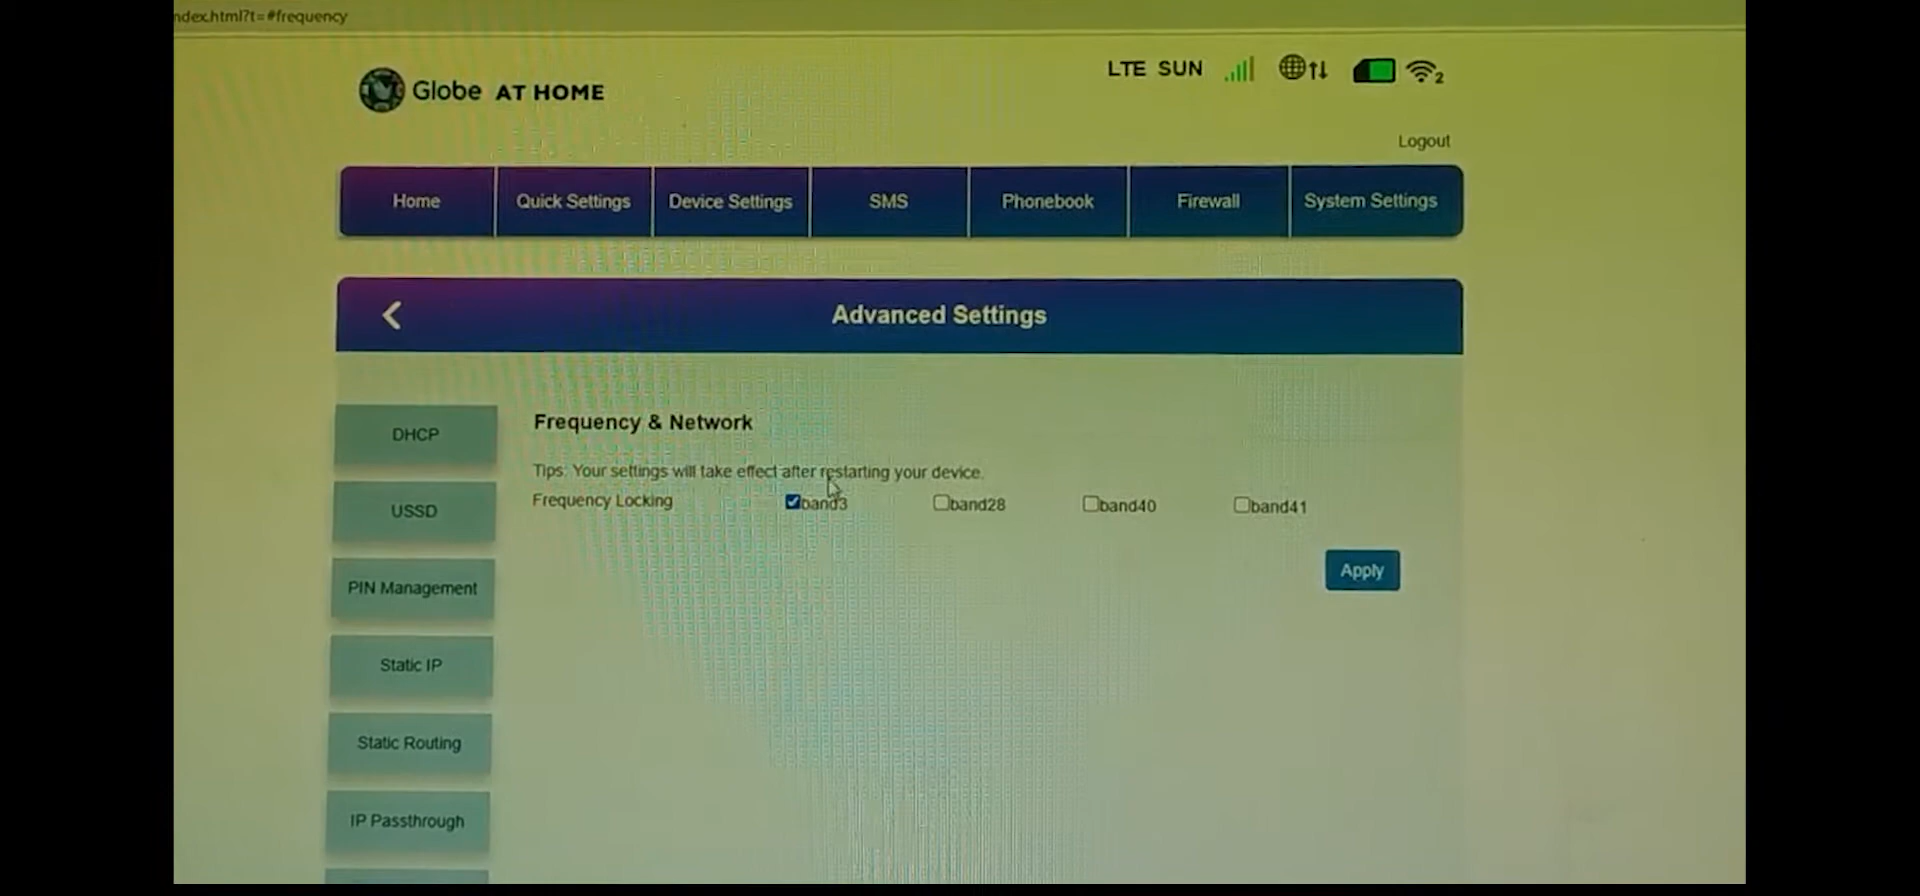 ndex.html?t=#frequency
Globe AT HOME
LTE SUN
2
Logout
Home Quick Settings Device Settings SMS Phonebook Firewall System Settings
Advanced Settings
DHCP
USSD
PIN Management
Static IP
Static Routing
IP Passthrough
Frequency & Network
Tips: Your settings will take effect after restarting your device.
Frequency Locking band3 band28 band40 band41
Apply